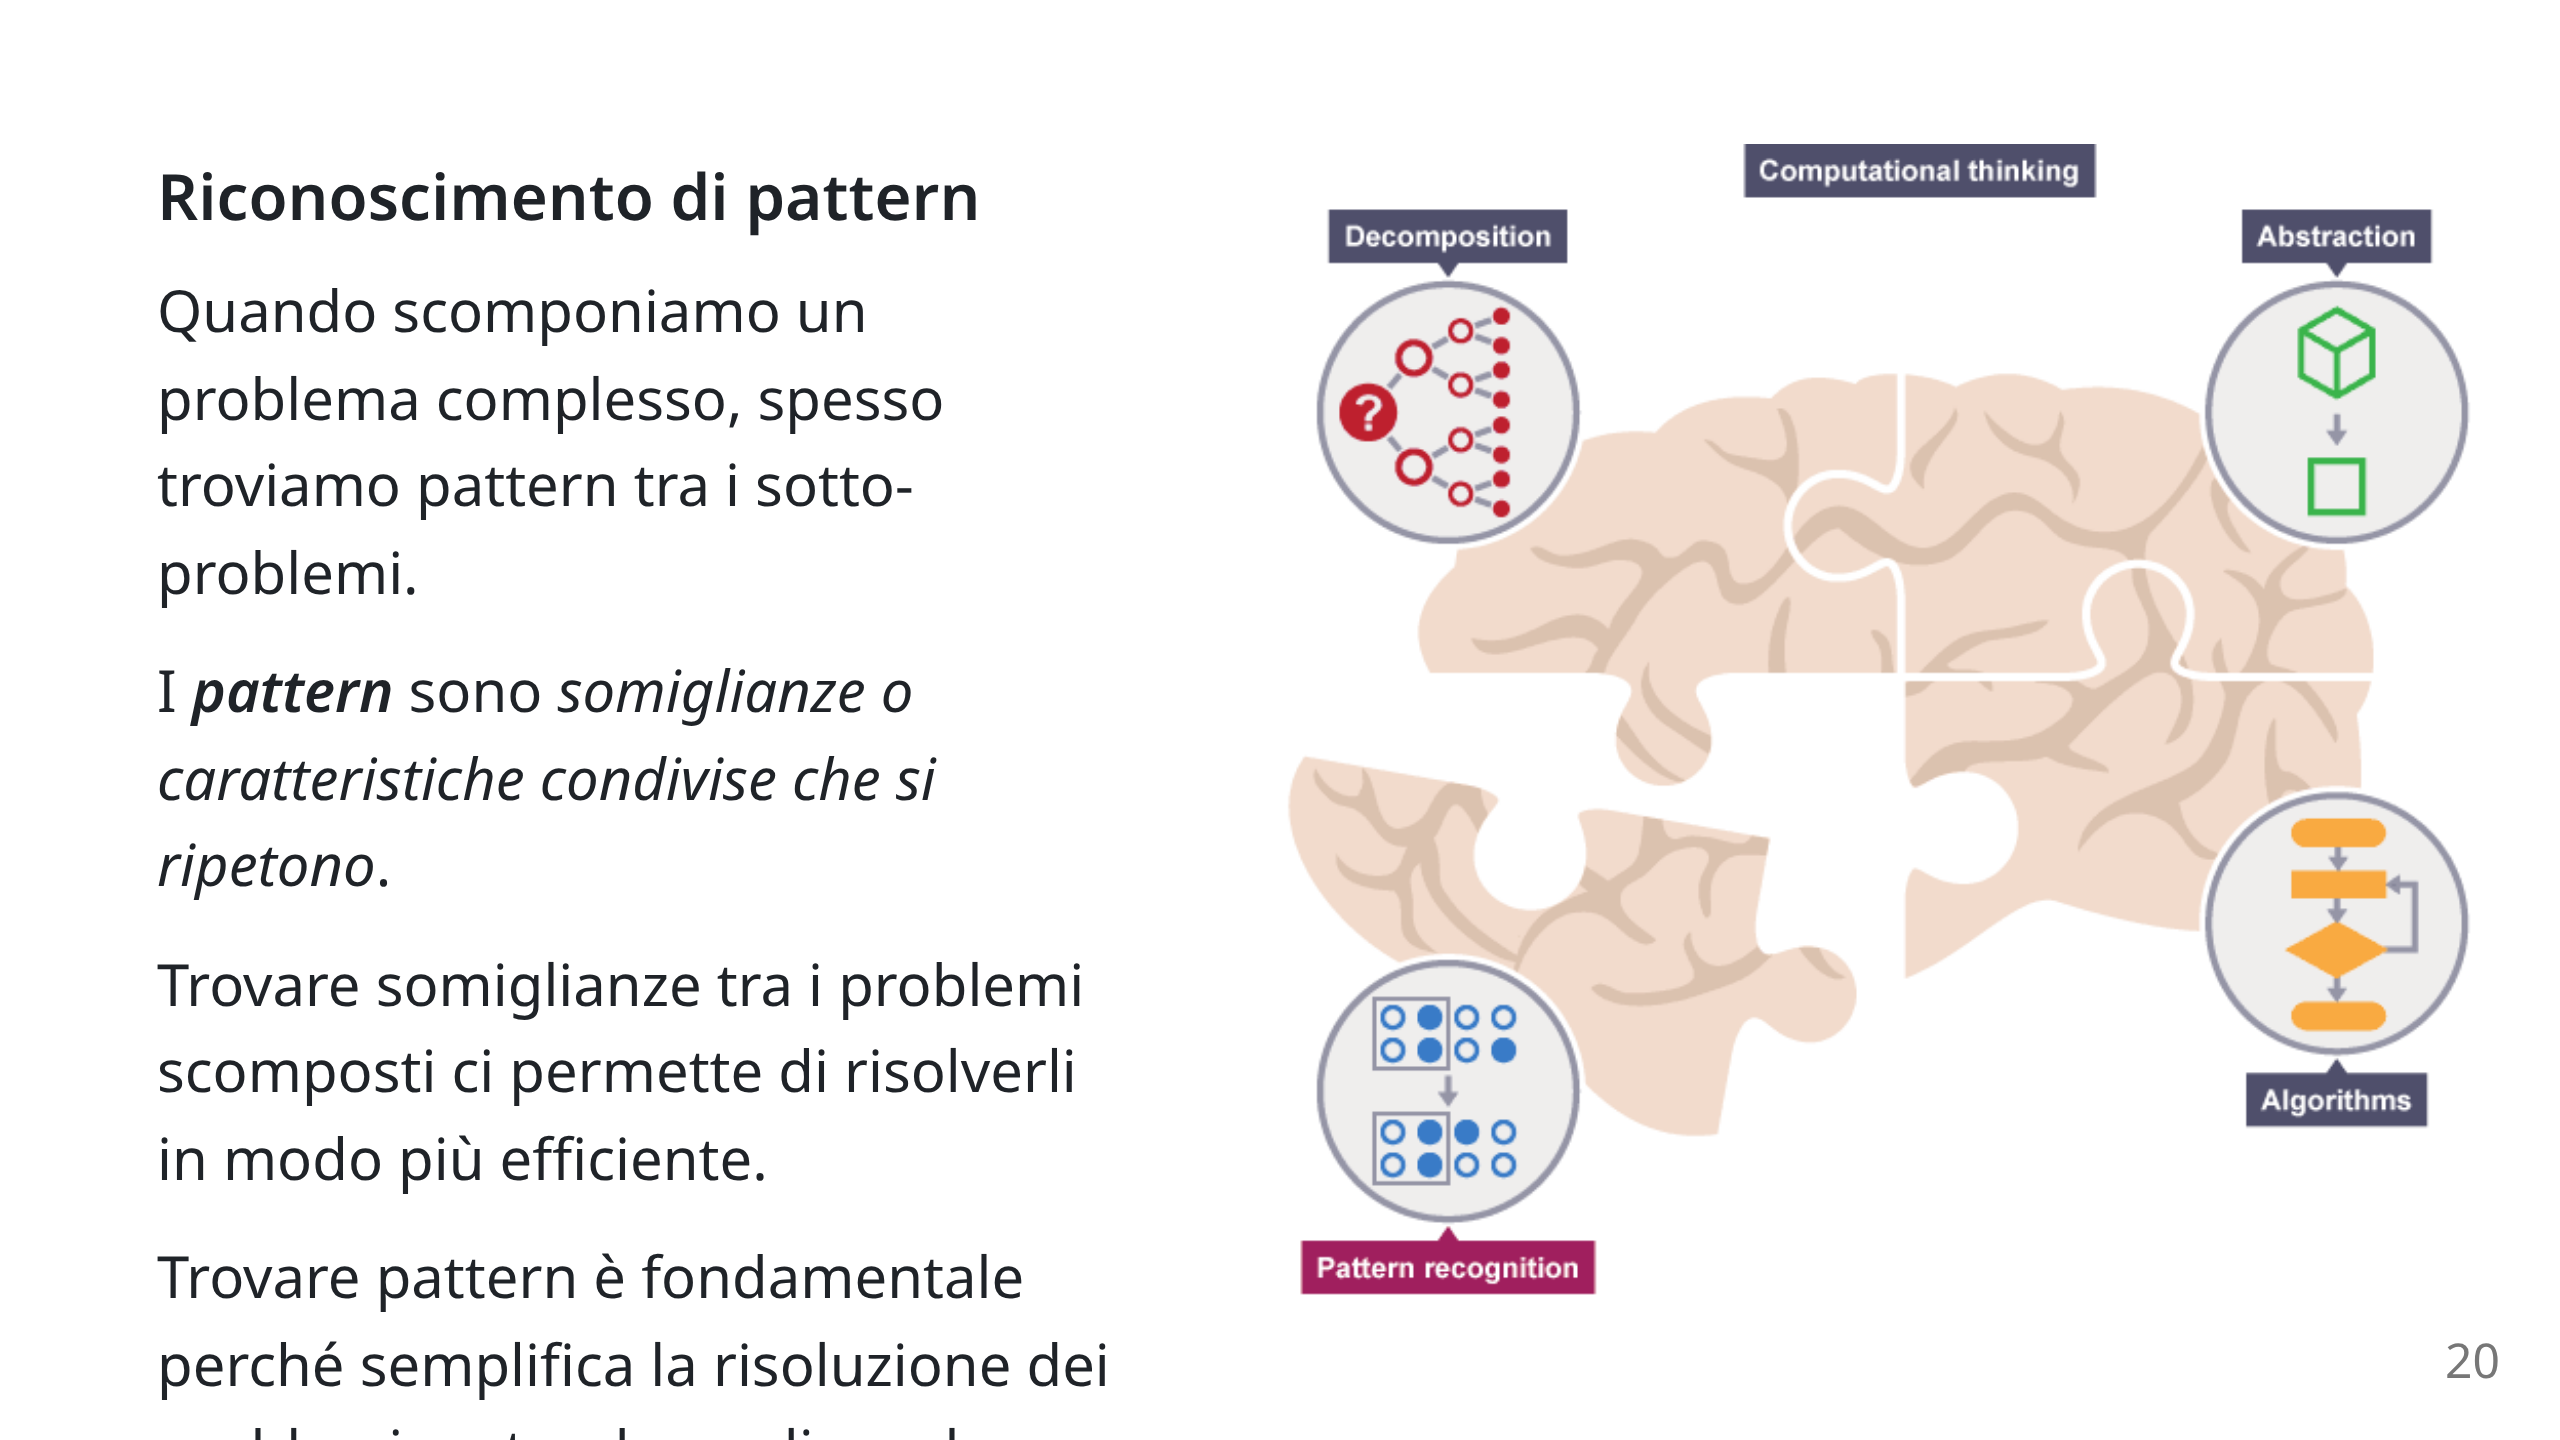 Riconoscimento di pattern
Quando scomponiamo un
problema complesso, spesso
troviamo pattern tra i sotto-
problemi.
I pattern sono somiglianze o
caratteristiche condivise che si
ripetono.
Trovare somiglianze tra i problemi
scomposti ci permette di risolverli
in modo più efficiente.
Trovare pattern è fondamentale
perché semplifica la risoluzione dei
Computational thinking
Decomposition
Abstraction
?
Algorithms
Pattern recognition
20